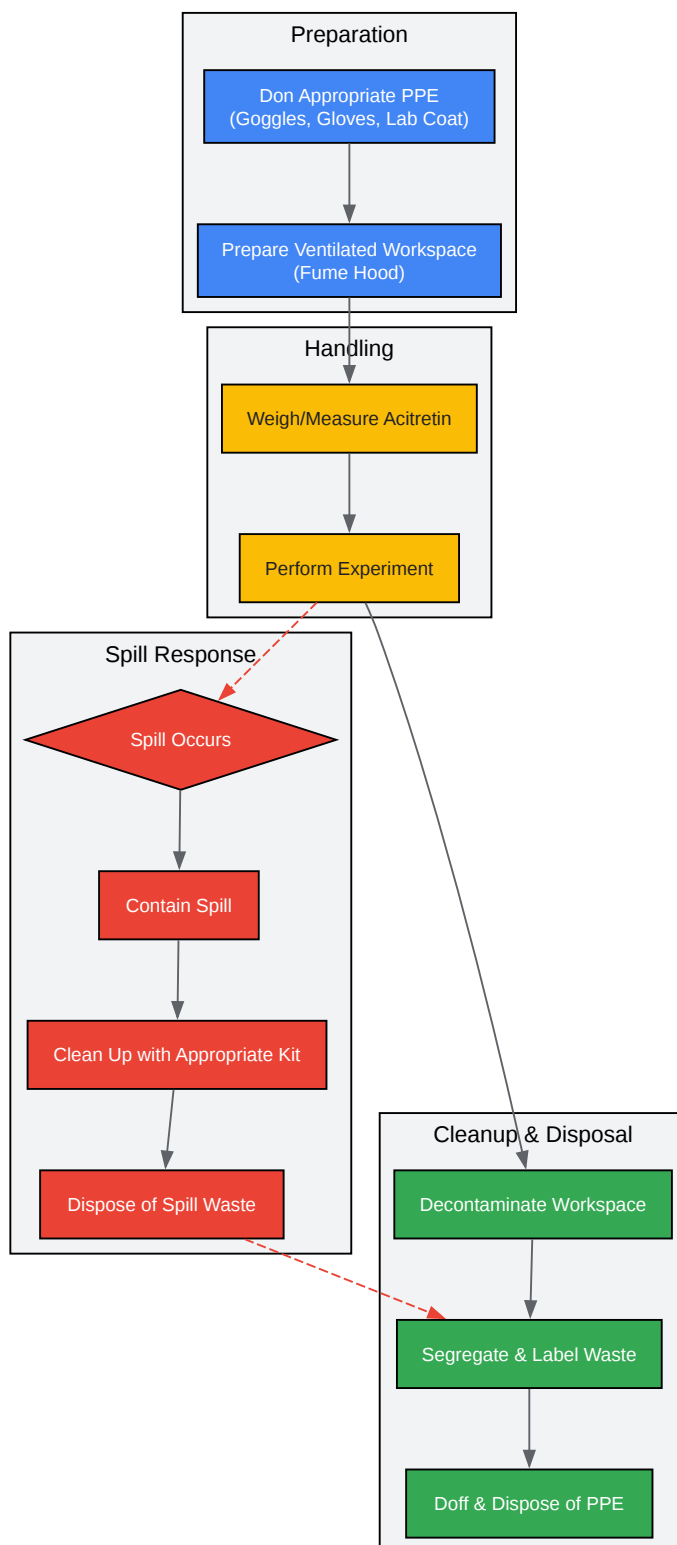 Preparation
Don Appropriate PPE
(Goggles, Gloves, Lab Coat)
Prepare Ventilated Workspace
(Fume Hood)
Handling
Weigh/Measure Acitretin
Perform Experiment
Spill Response
Spill Occurs
Contain Spill
Clean Up with Appropriate Kit
Dispose of Spill Waste
Cleanup & Disposal
Decontaminate Workspace
Segregate & Label Waste
Doff & Dispose of PPE